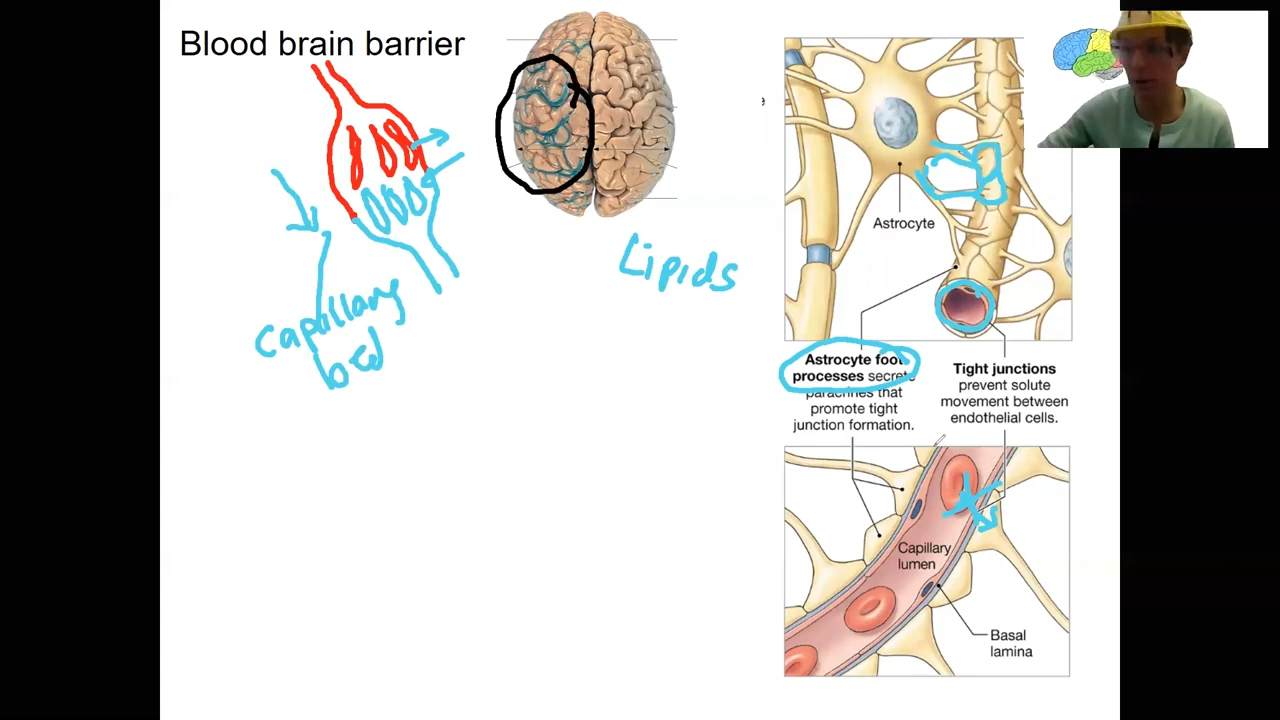 Blood brain barrier
Lipids
Capillary
bed
e
Astrocyte
Astrocyte foot
processes secrete
paracrines that
promote tight
junction formation.
Tight junctions
prevent solute
movement between
endothelial cells.
Capillary
lumen
Basal
lamina